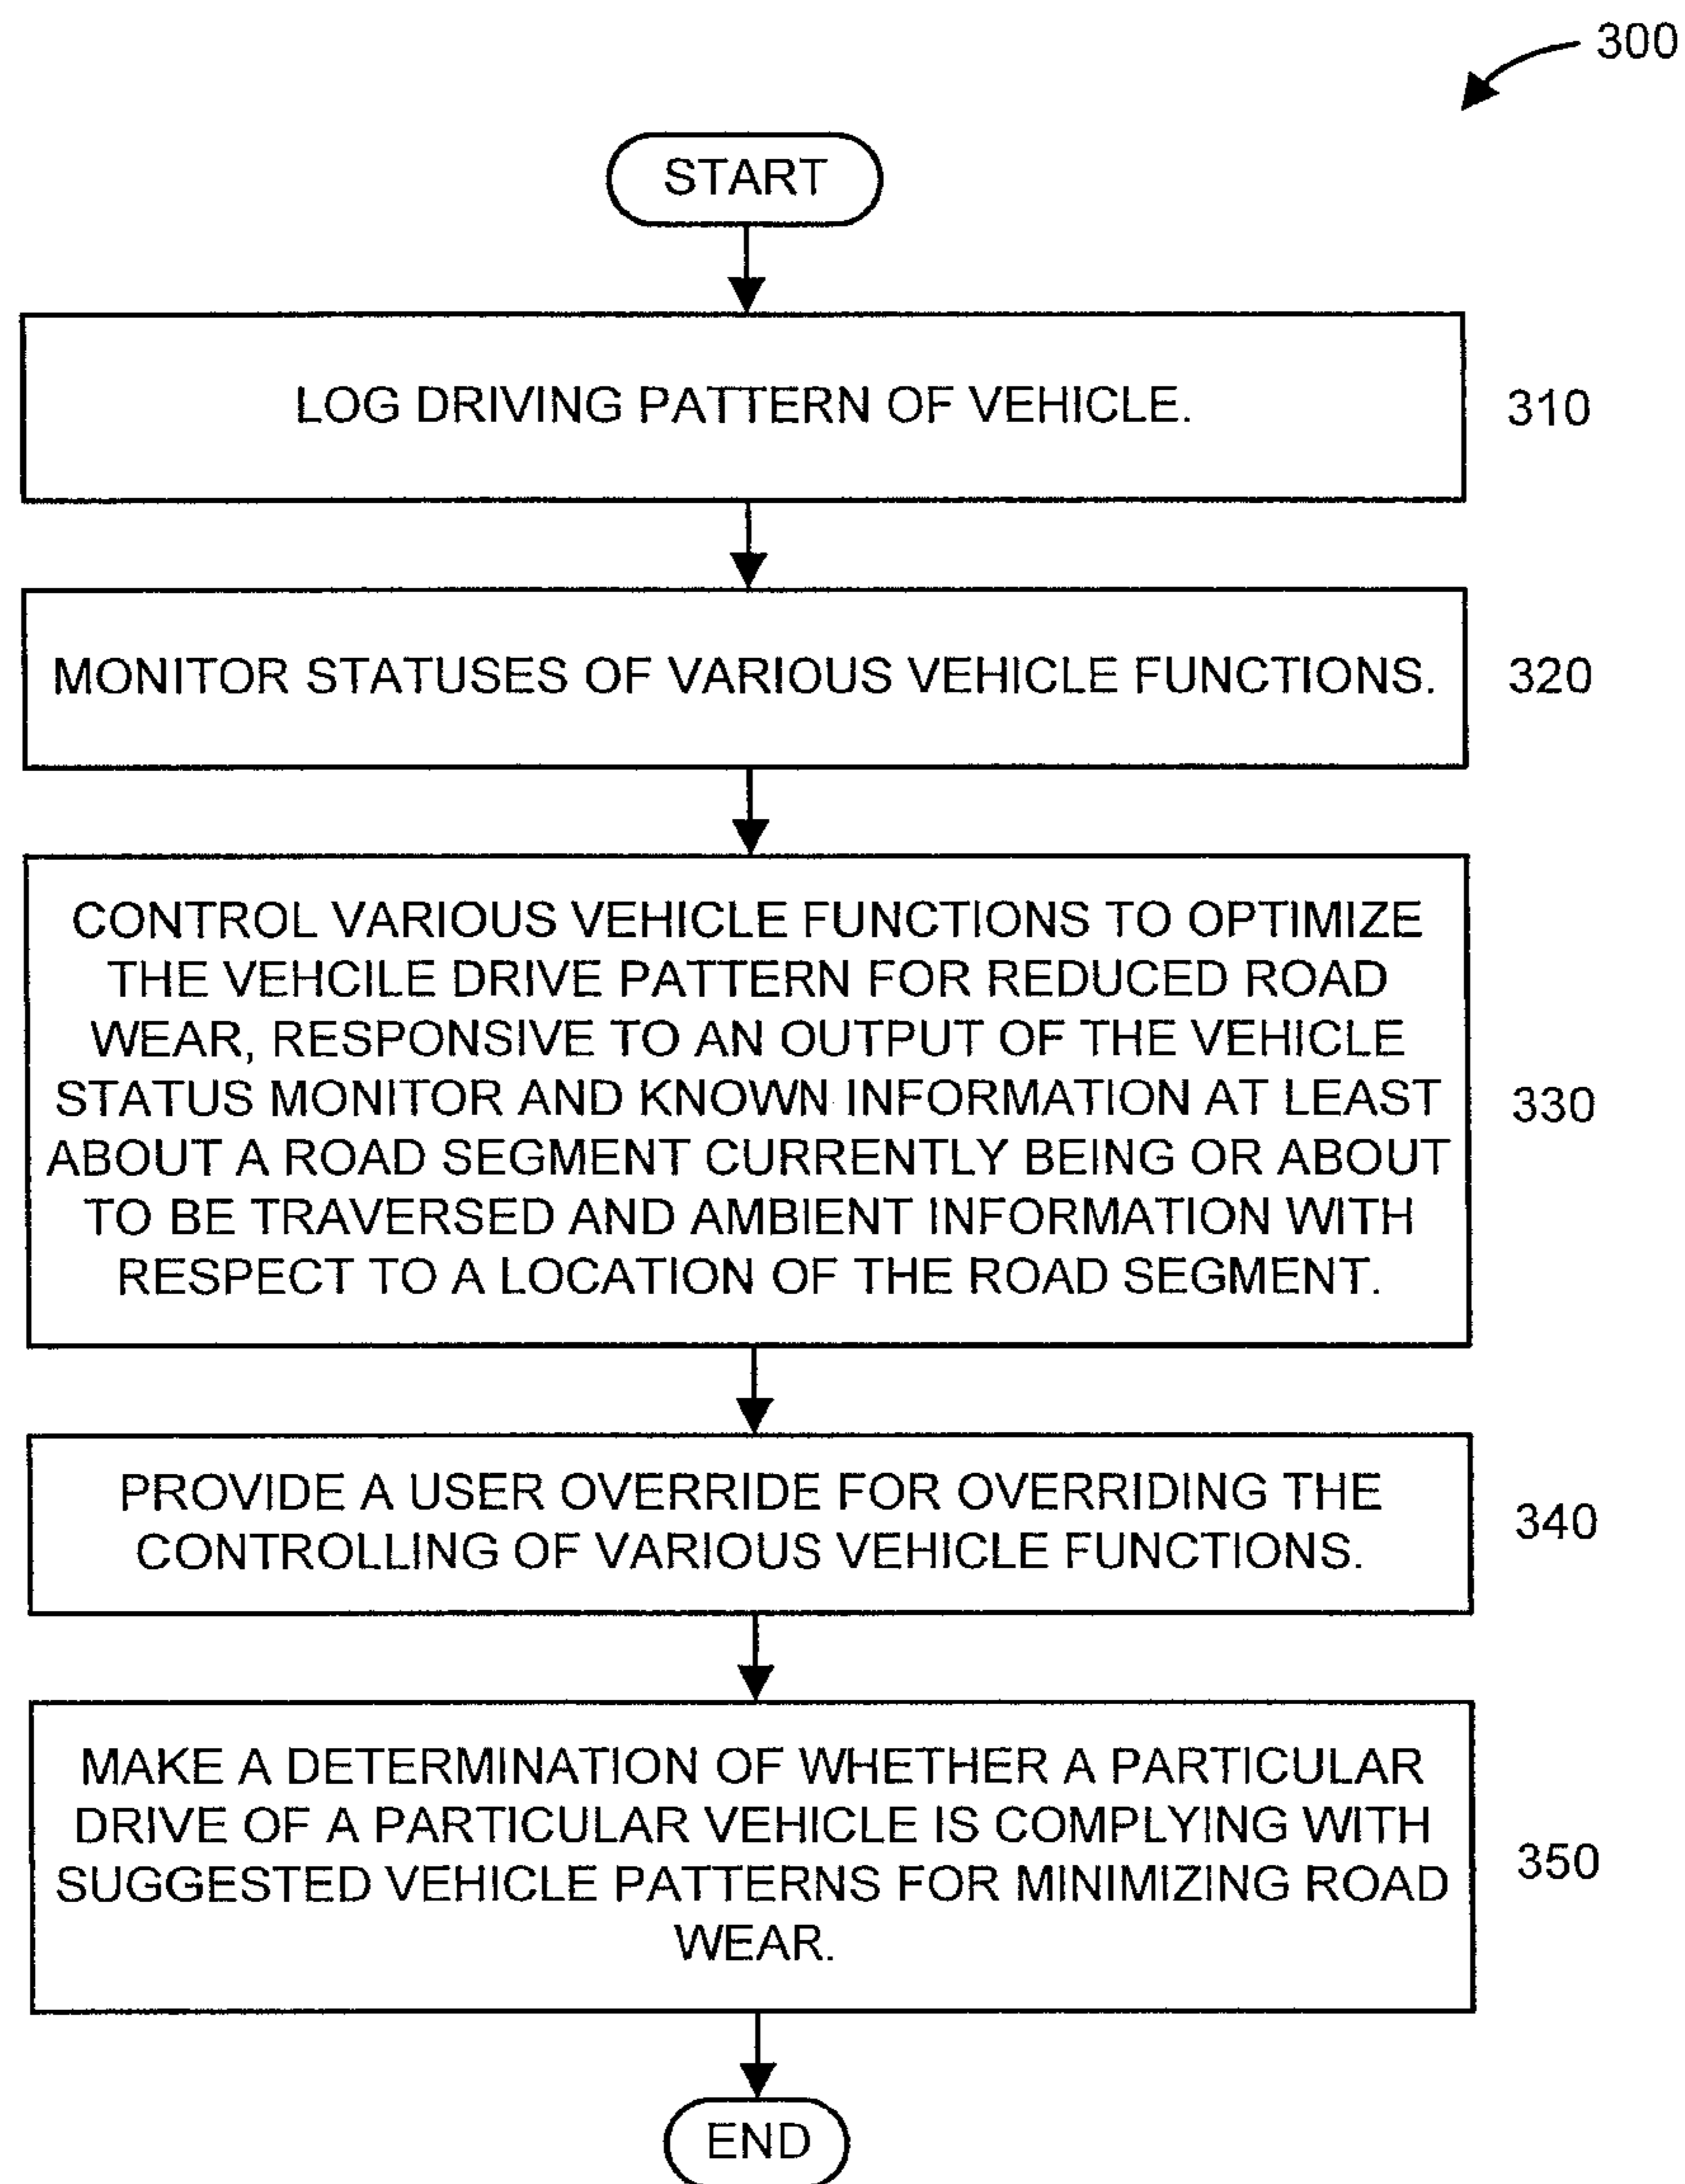 300
START
LOG DRIVING PATTERN OF VEHICLE.
310
MONITOR STATUSES OF VARIOUS VEHICLE FUNCTIONS.
320
CONTROL VARIOUS VEHICLE FUNCTIONS TO OPTIMIZE
THE VEHCILE DRIVE PATTERN FOR REDUCED ROAD
WEAR, RESPONSIVE TO AN OUTPUT OF THE VEHICLE
STATUS MONITOR AND KNOWN INFORMATION AT LEAST
ABOUT A ROAD SEGMENT CURRENTLY BEING OR ABOUT
TO BE TRAVERSED AND AMBIENT INFORMATION WITH
RESPECT TO A LOCATION OF THE ROAD SEGMENT.
330
PROVIDE A USER OVERRIDE FOR OVERRIDING THE
CONTROLLING OF VARIOUS VEHICLE FUNCTIONS.
340
MAKE A DETERMINATION OF WHETHER A PARTICULAR
DRIVE OF A PARTICULAR VEHICLE IS COMPLYING WITH
SUGGESTED VEHICLE PATTERNS FOR MINIMIZING ROAD
WEAR.
350
END